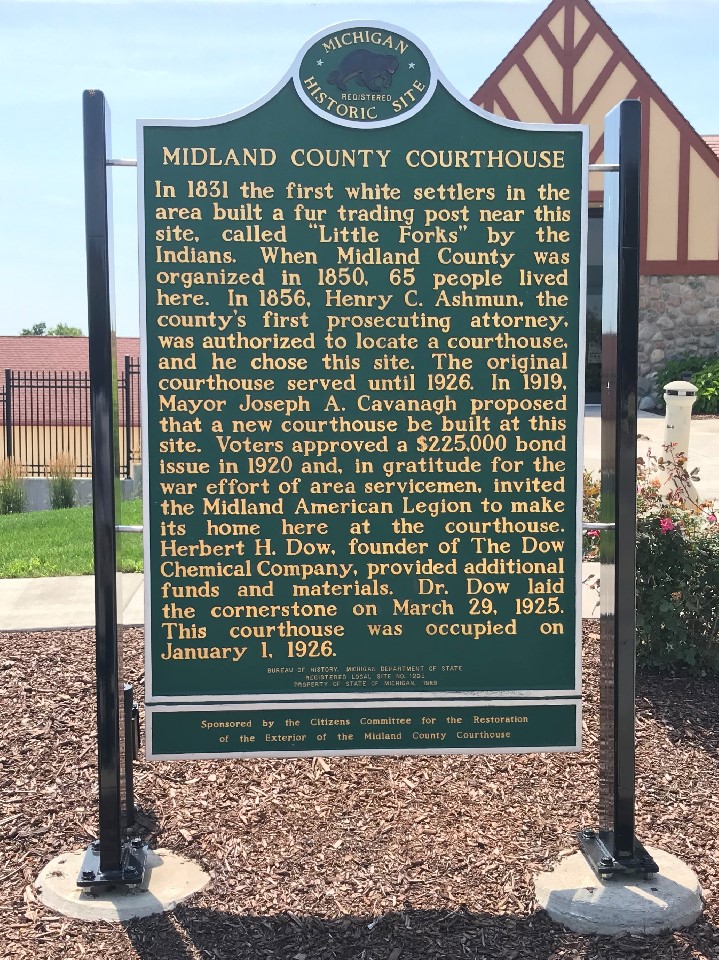 MICHIGAN
REGISTERED
HISTORIC SITE
MIDLAND COUNTY COURTHOUSE
In 1831 the first white settlers in the
area built a fur trading post near this
site, called "Little Forks" by the
Indians. When Midland County was
organized in 1850, 65 people lived
here. In 1856, Henry C. Ashmun, the
county's first prosecuting attorney,
was authorized to locate a courthouse,
and he chose this site. The original
courthouse served until 1926. In 1919,
Mayor Joseph A. Cavanagh proposed
that a new courthouse be built at this
site. Voters approved a $225,000 bond
issue in 1920 and, in gratitude for the
war effort of area servicemen, invited
the Midland American Legion to make
its home here at the courthouse.
Herbert H. Dow, founder of The Dow
Chemical Company, provided additional
funds and materials. Dr. Dow laid
the cornerstone on March 29, 1925.
This courthouse was occupied on
January 1, 1926.
BUREAU OF HISTORY, MICHIGAN DEPARTMENT OF STATE
REGISTERED LOCAL SITE NO.
PROPERTY OF STATE OF MICHIGAN,
Sponsored by the Citizens Committee for the Restoration
of the Exterior of the Midland County Courthouse